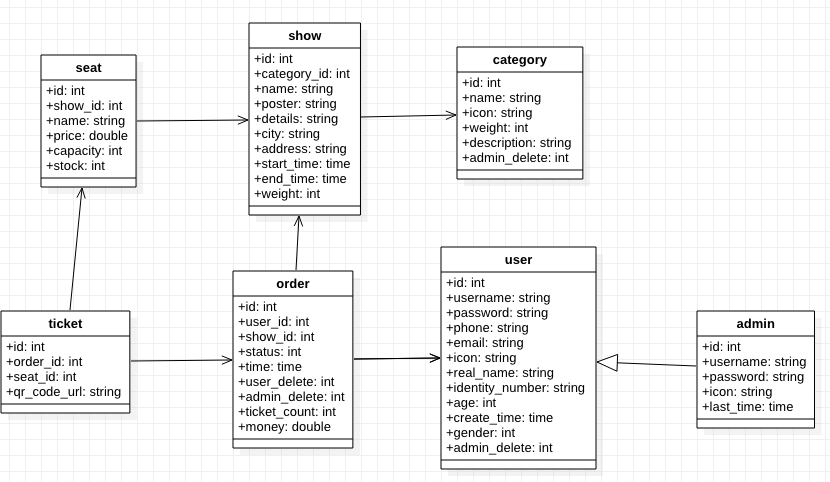 seat
+id: int
+show_id: int
+name: string
+price: double
+capacity: int
+stock: int
show
+id: int
+category_id: int
+name: string
+poster: string
+details: string
+city: string
+address: string
+start_time: time
+end_time: time
+weight: int
category
+id: int
+name: string
+icon: string
+weight: int
+description: string
+admin_delete: int
ticket
+id: int
+order_id: int
+seat_id: int
+qr_code_url: string
order
+id: int
+user_id: int
+show_id: int
+status: int
+time: time
+user_delete: int
+admin_delete: int
+ticket_count: int
+money: double
user
+id: int
+username: string
+password: string
+phone: string
+email: string
+icon: string
+real_name: string
+identity_number: string
+age: int
+create_time: time
+gender: int
+admin_delete: int
admin
+id: int
+username: string
+password: string
+icon: string
+last_time: time